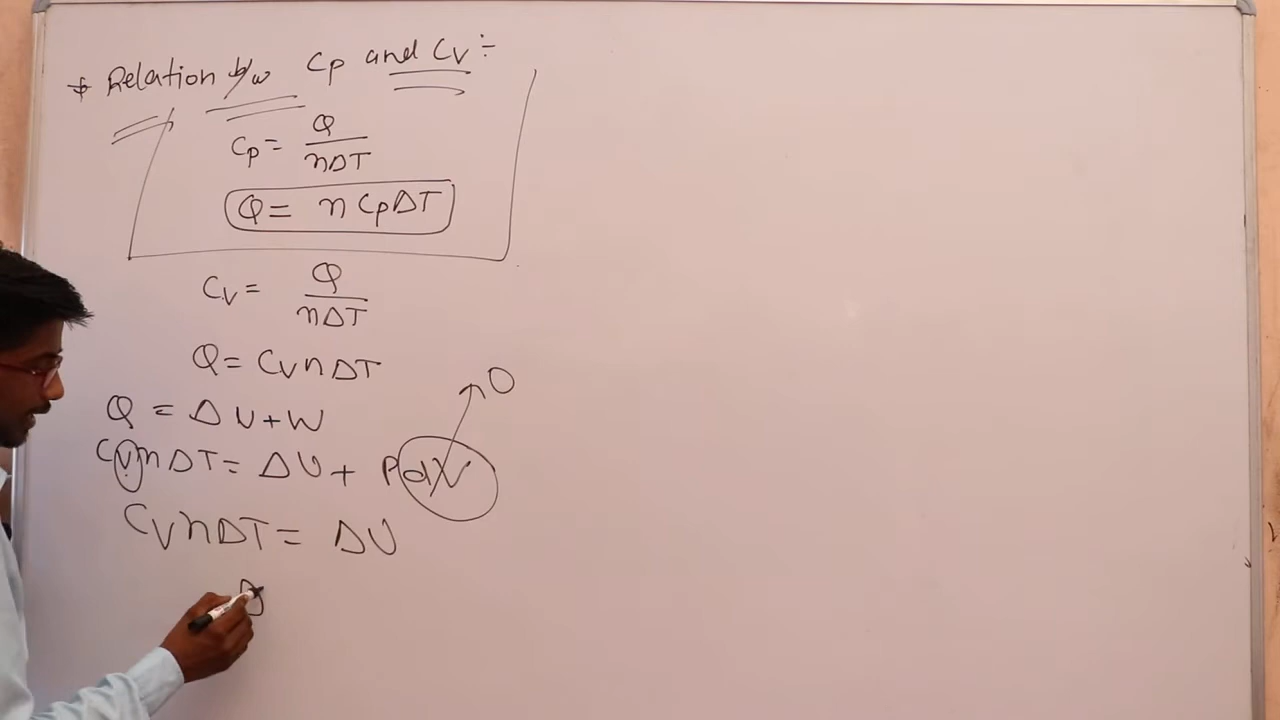 * Relation b/w Cp and Cv :-
Cp = Q / nΔT
Q = n CpΔT
Cv = Q / nΔT
Q = CvnΔT
Q = ΔU + W
CvnΔT = ΔU + PdV → 0
CvnΔT = ΔU